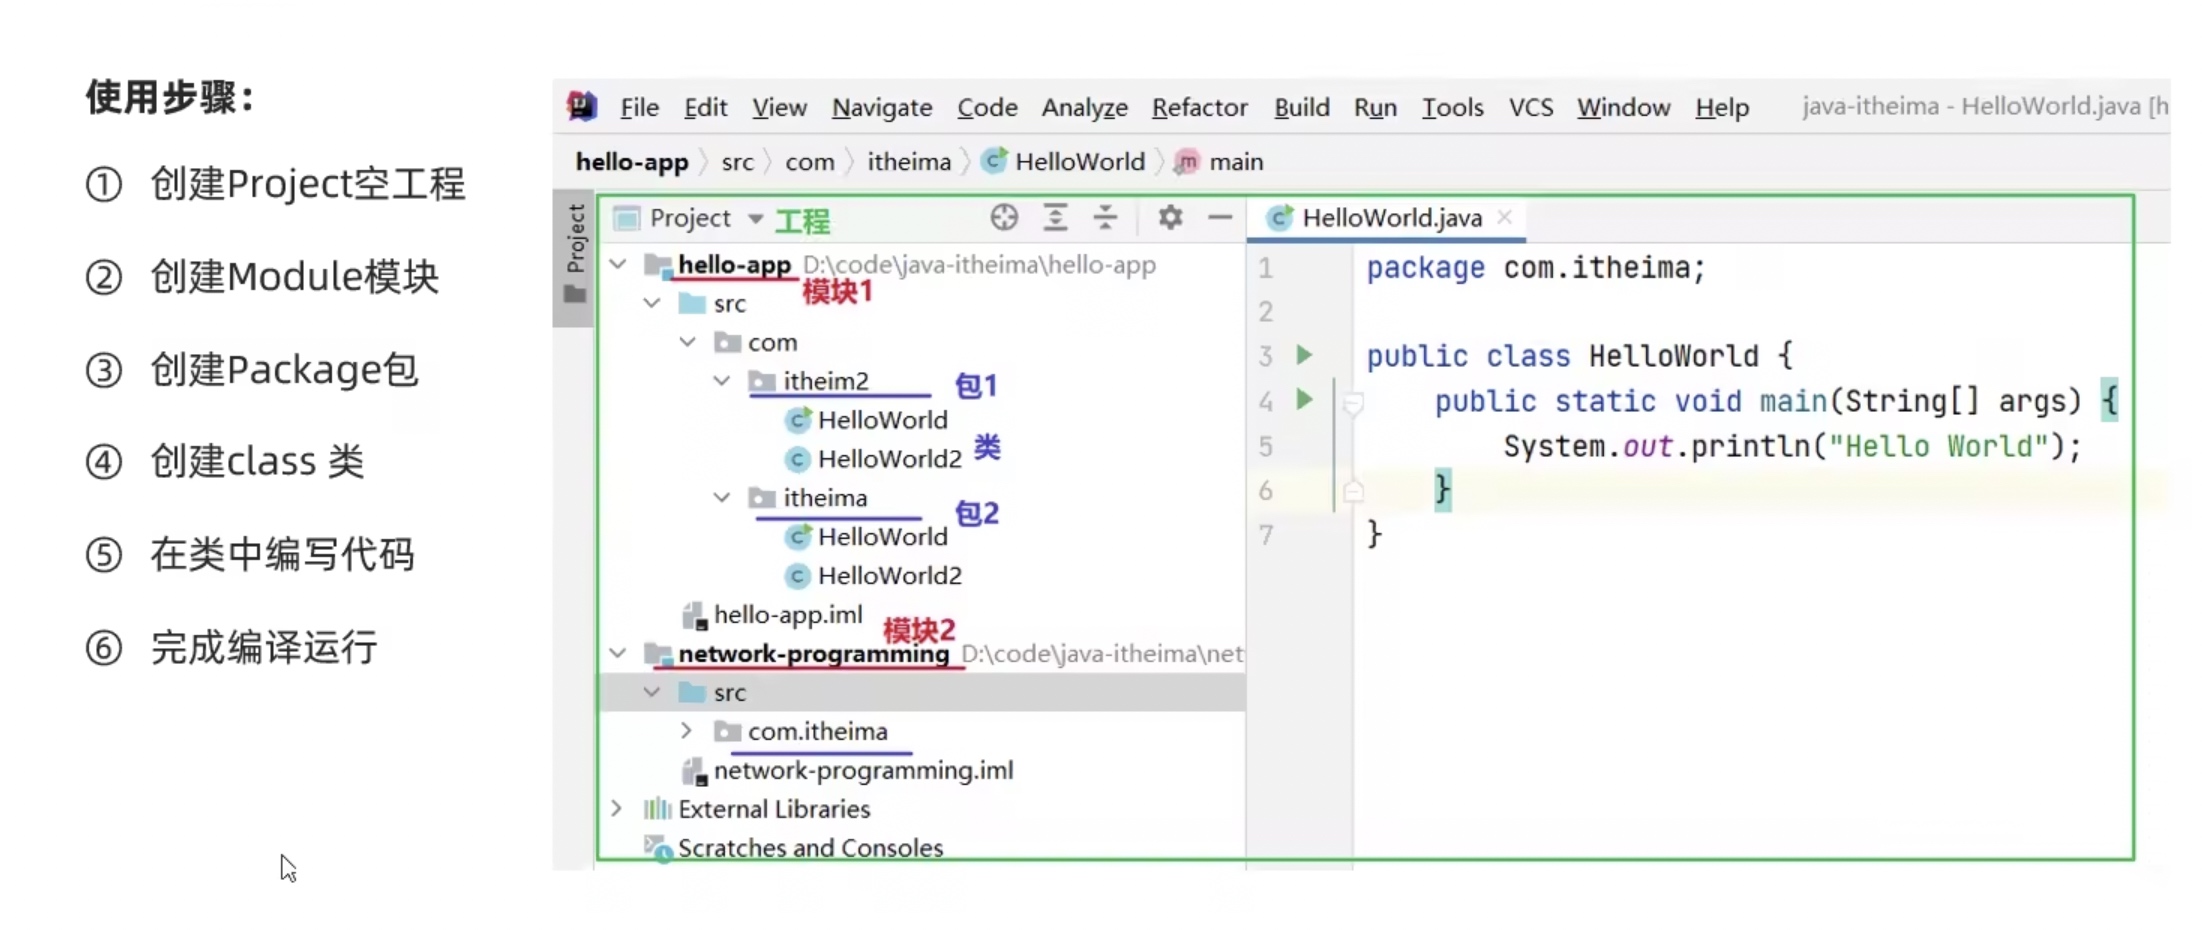 使用步骤：
① 创建Project空工程
② 创建Module模块
③ 创建Package包
④ 创建class 类
⑤ 在类中编写代码
⑥ 完成编译运行
File Edit View Navigate Code Analyze Refactor Build Run Tools VCS Window Help java-itheima - HelloWorld.java [h
hello-app src com itheima HelloWorld main
Project
Project 工程
hello-app D:\code\java-itheima\hello-app
模块1
src
com
itheim2 包1
HelloWorld
HelloWorld2 类
itheima 包2
HelloWorld
HelloWorld2
hello-app.iml
模块2
network-programming D:\code\java-itheima\net
src
com.itheima
network-programming.iml
External Libraries
Scratches and Consoles
HelloWorld.java
1 package com.itheima;
2
3 public class HelloWorld {
4 public static void main(String[] args) {
5 System.out.println("Hello World");
6 }
7 }